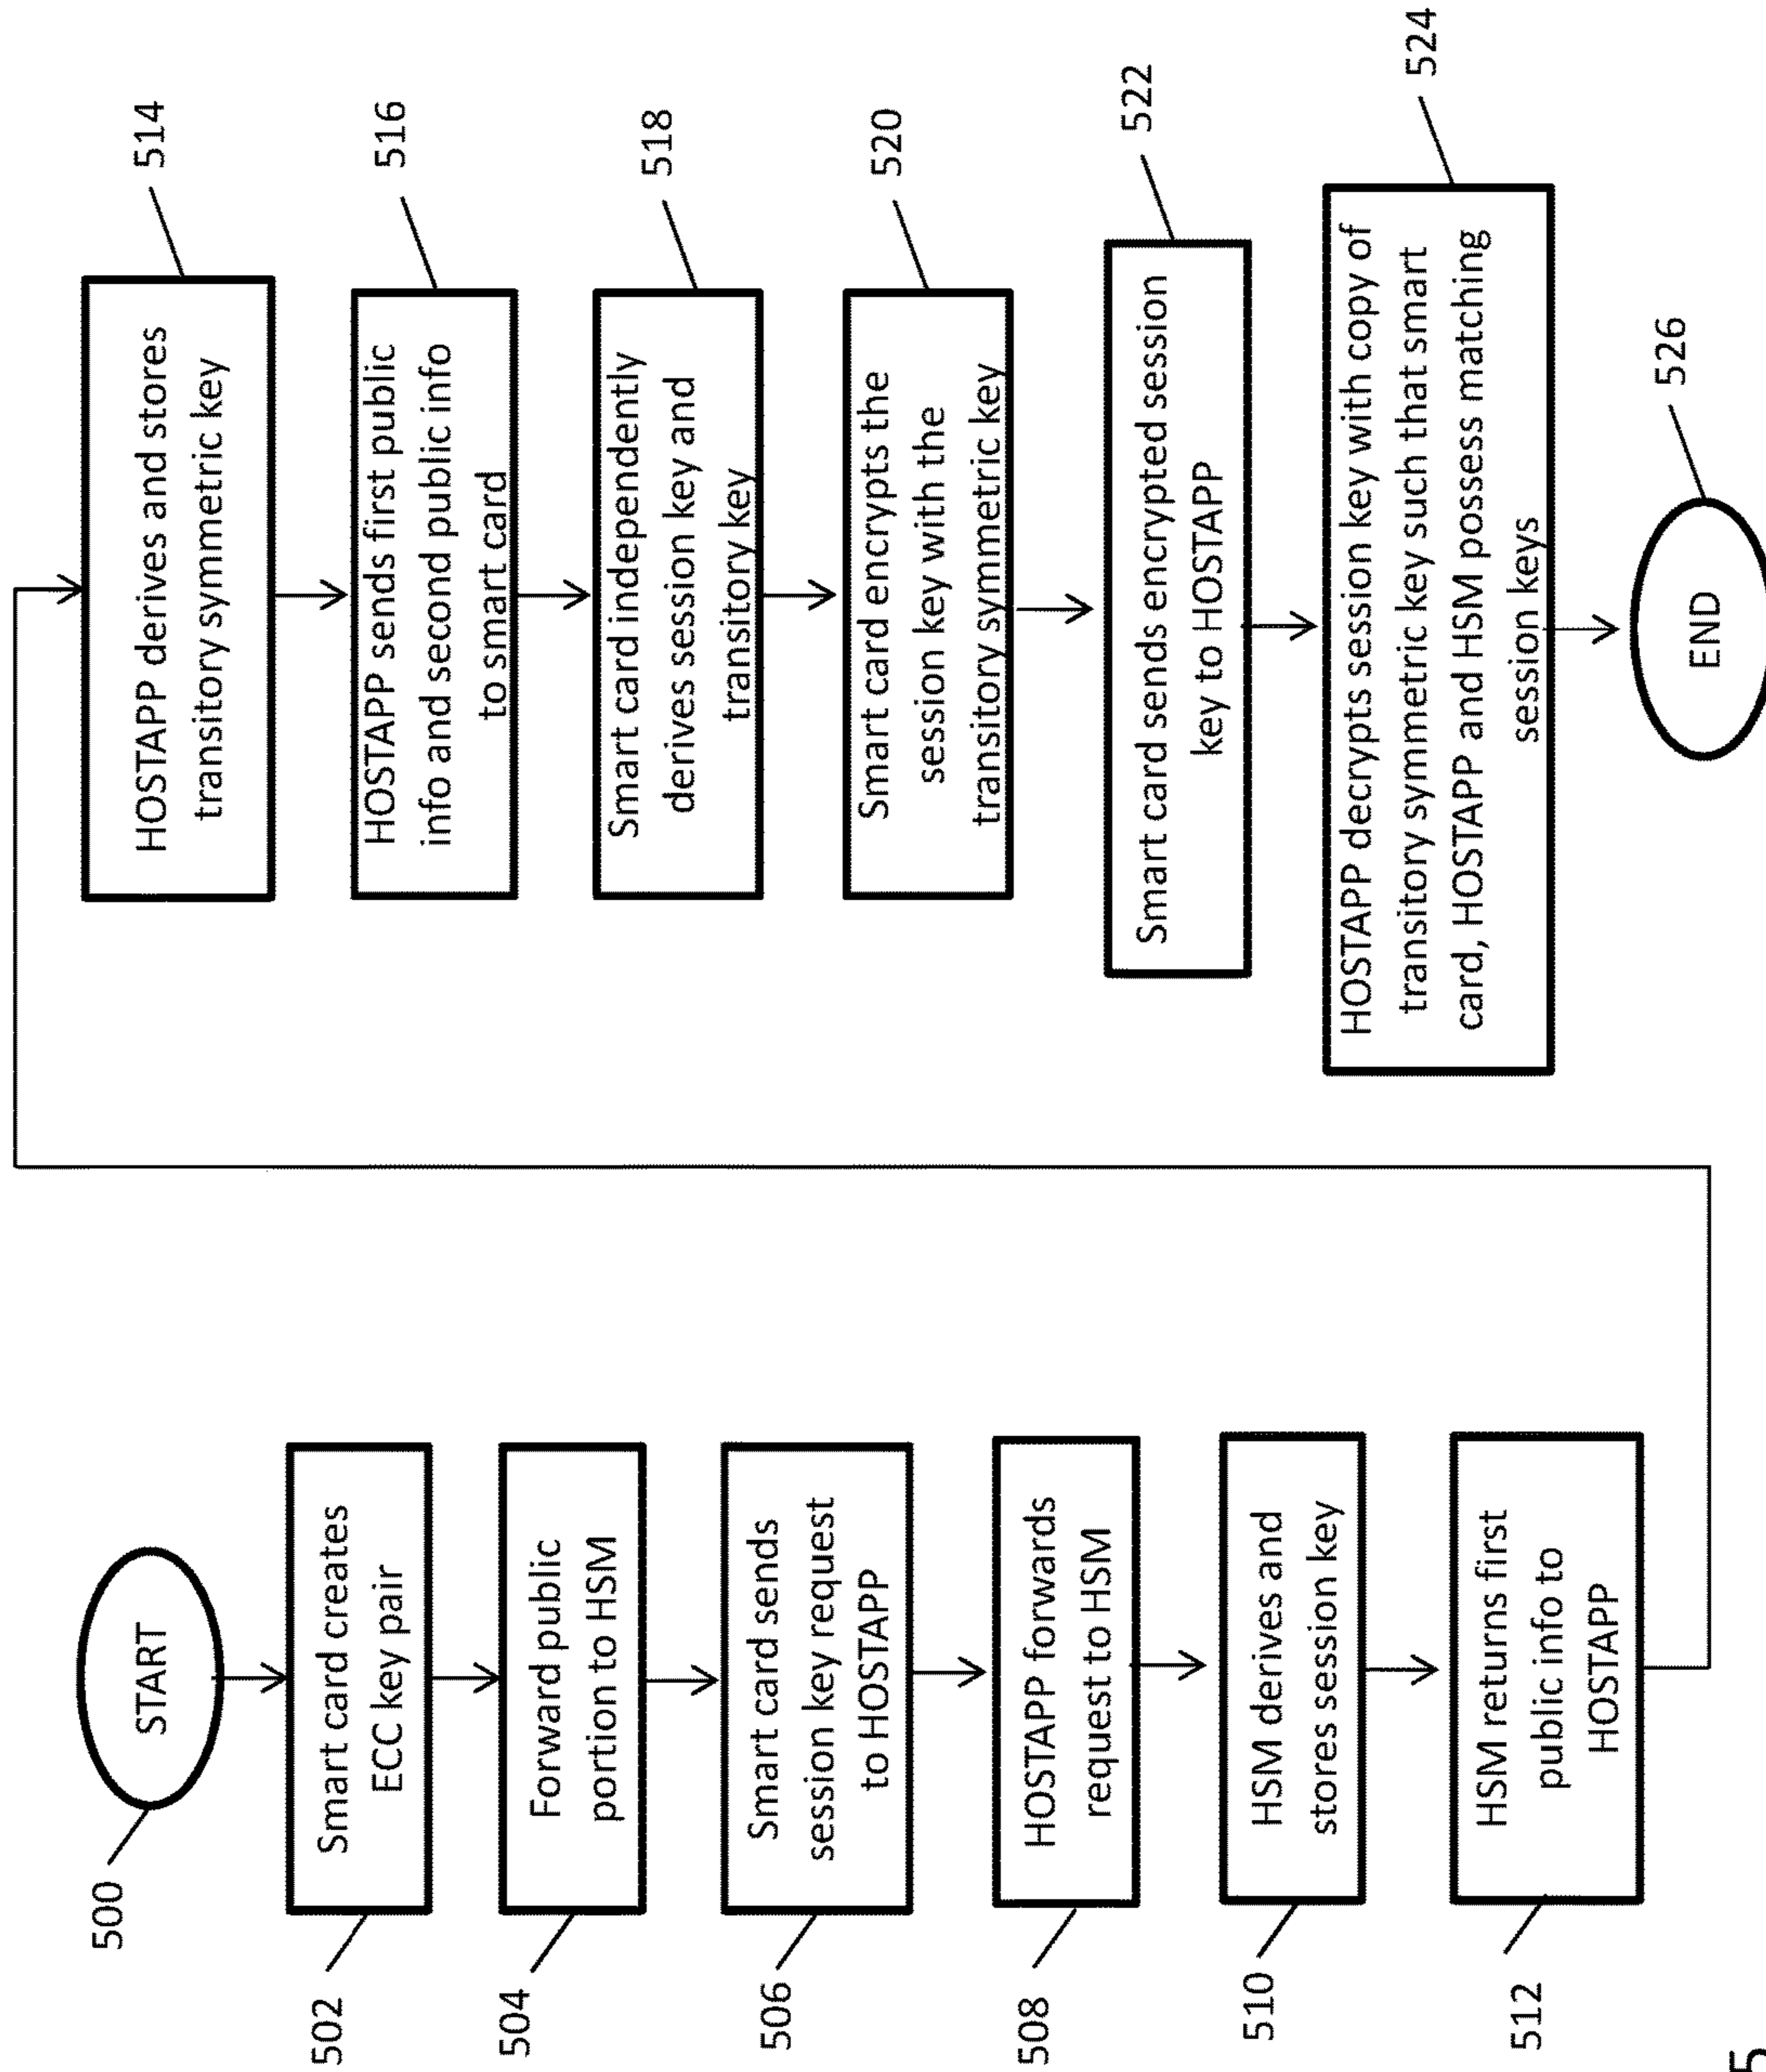 500
START
502
Smart card creates
ECC key pair
504
Forward public
portion to HSM
506
Smart card sends
session key request
to HOSTAPP
508
HOSTAPP forwards
request to HSM
510
HSM derives and
stores session key
512
HSM returns first
public info to
HOSTAPP
514
HOSTAPP derives and stores
transitory symmetric key
516
HOSTAPP sends first public
info and second public info
to smart card
518
Smart card independently
derives session key and
transitory key
520
Smart card encrypts the
session key with the
transitory symmetric key
522
Smart card sends encrypted session
key to HOSTAPP
524
HOSTAPP decrypts session key with copy of
transitory symmetric key such that smart
card, HOSTAPP and HSM possess matching
session keys
526
END
5